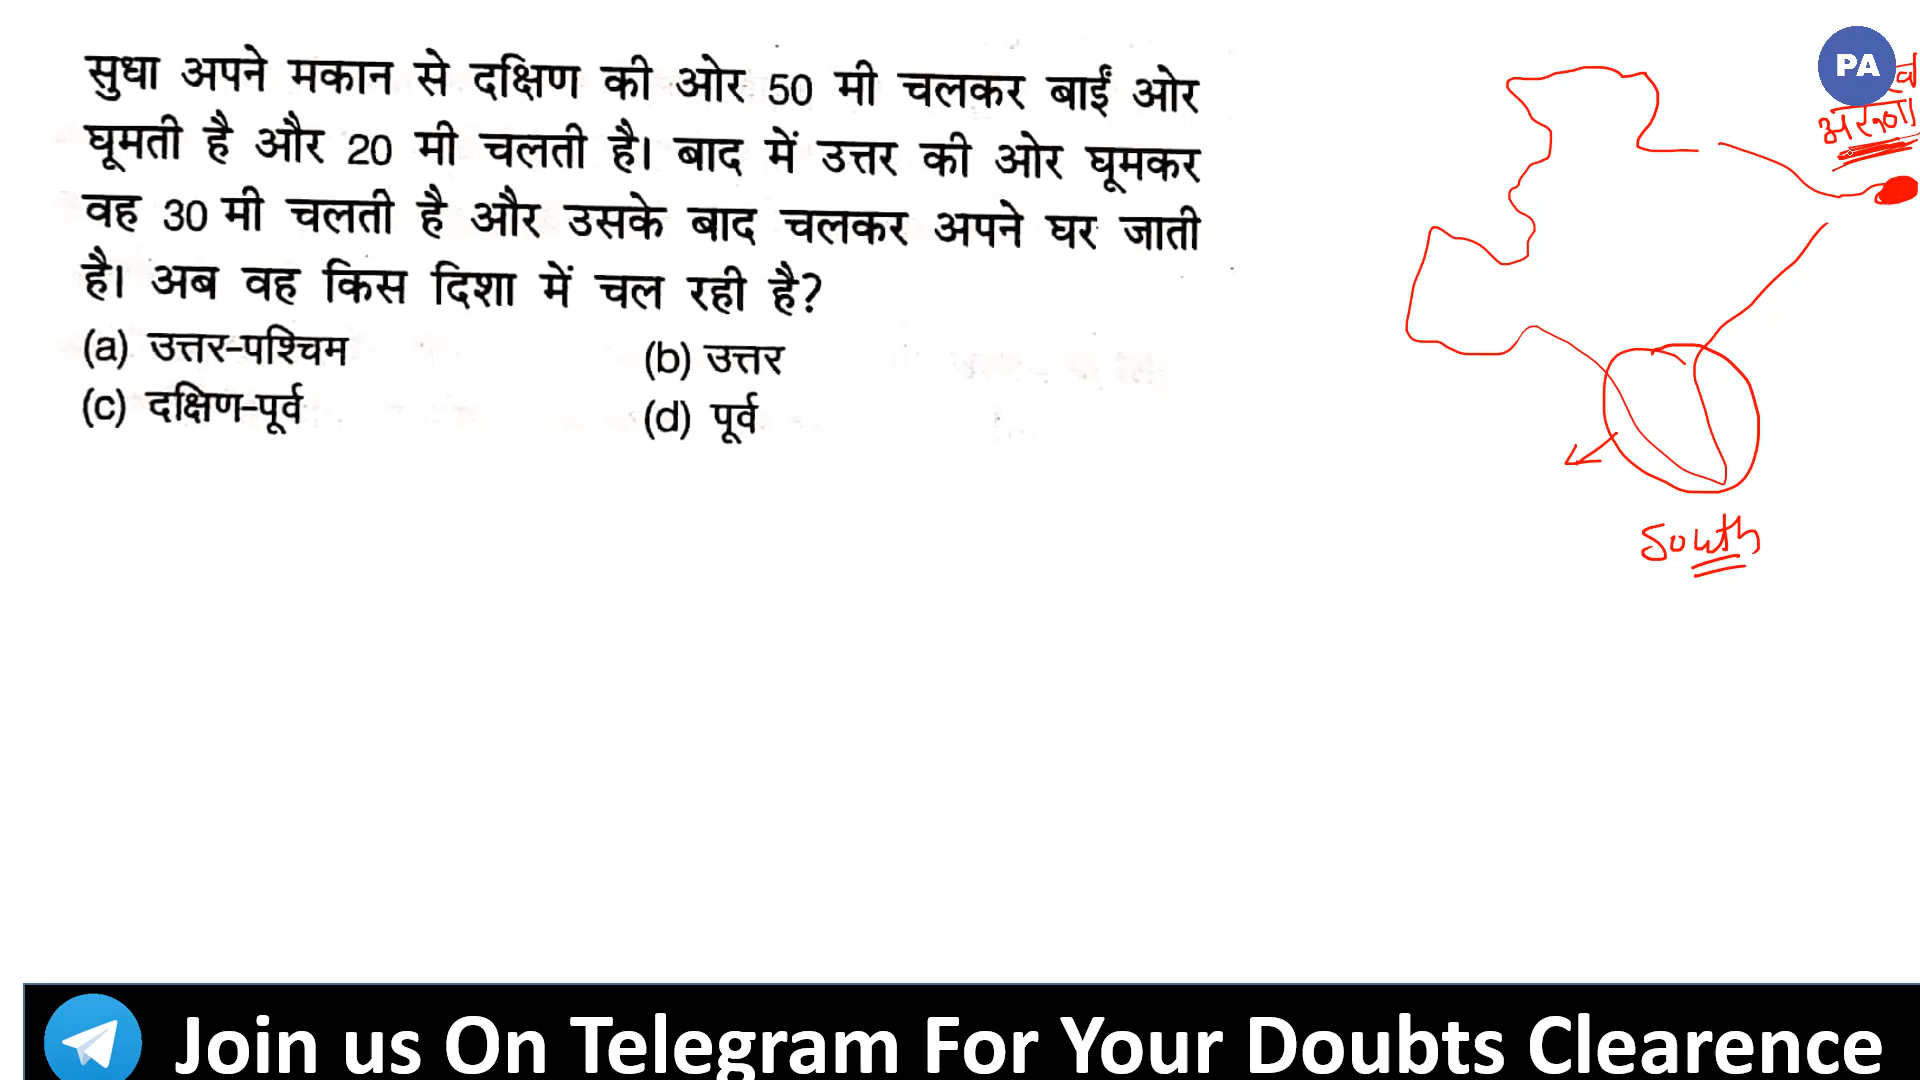 सुधा अपने मकान से दक्षिण की ओर 50 मी चलकर बाईं ओर
घूमती है और 20 मी चलती है। बाद में उत्तर की ओर घूमकर
वह 30 मी चलती है और उसके बाद चलकर अपने घर जाती
है। अब वह किस दिशा में चल रही है?
(a) उत्तर-पश्चिम
(b) उत्तर
(c) दक्षिण-पूर्व
(d) पूर्व
PA
South
Join us On Telegram For Your Doubts Clearence